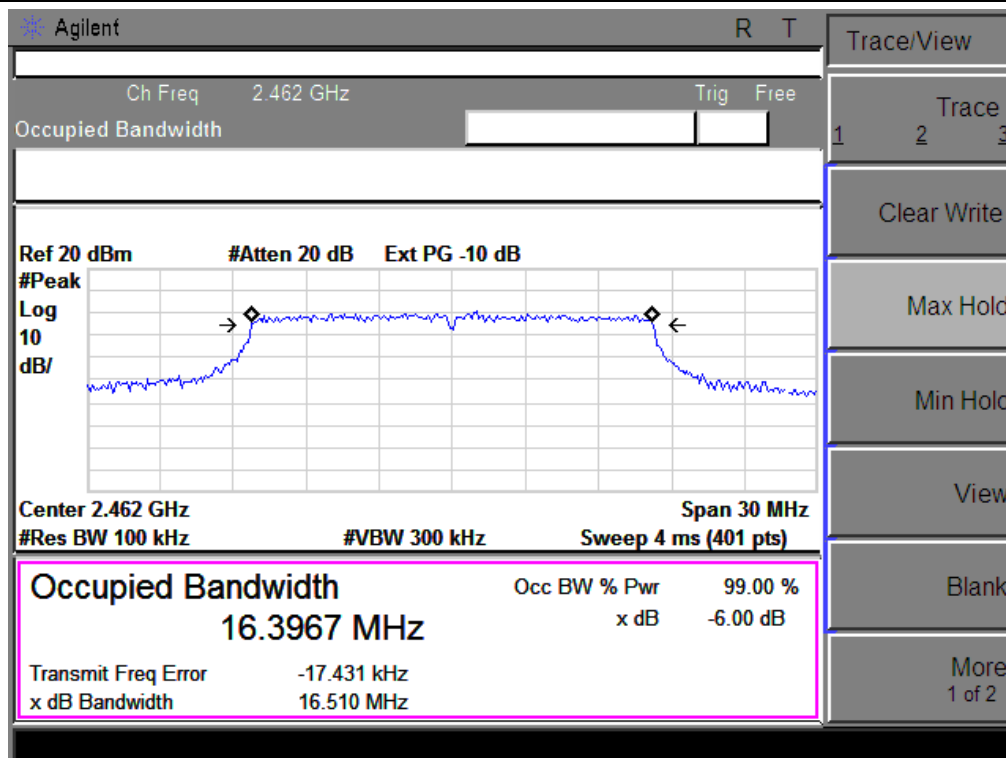 Agilent R T
Ch Freq 2.462 GHz Trig Free
Occupied Bandwidth
Ref 20 dBm #Atten 20 dB Ext PG -10 dB
#Peak
Log
10
dB/
Center 2.462 GHz Span 30 MHz
#Res BW 100 kHz #VBW 300 kHz Sweep 4 ms (401 pts)
Occupied Bandwidth
16.3967 MHz
Occ BW % Pwr 99.00 %
x dB -6.00 dB
Transmit Freq Error -17.431 kHz
x dB Bandwidth 16.510 MHz
Trace/View
Trace
1 2 3
Clear Write
Max Hold
Min Hold
View
Blank
More
1 of 2